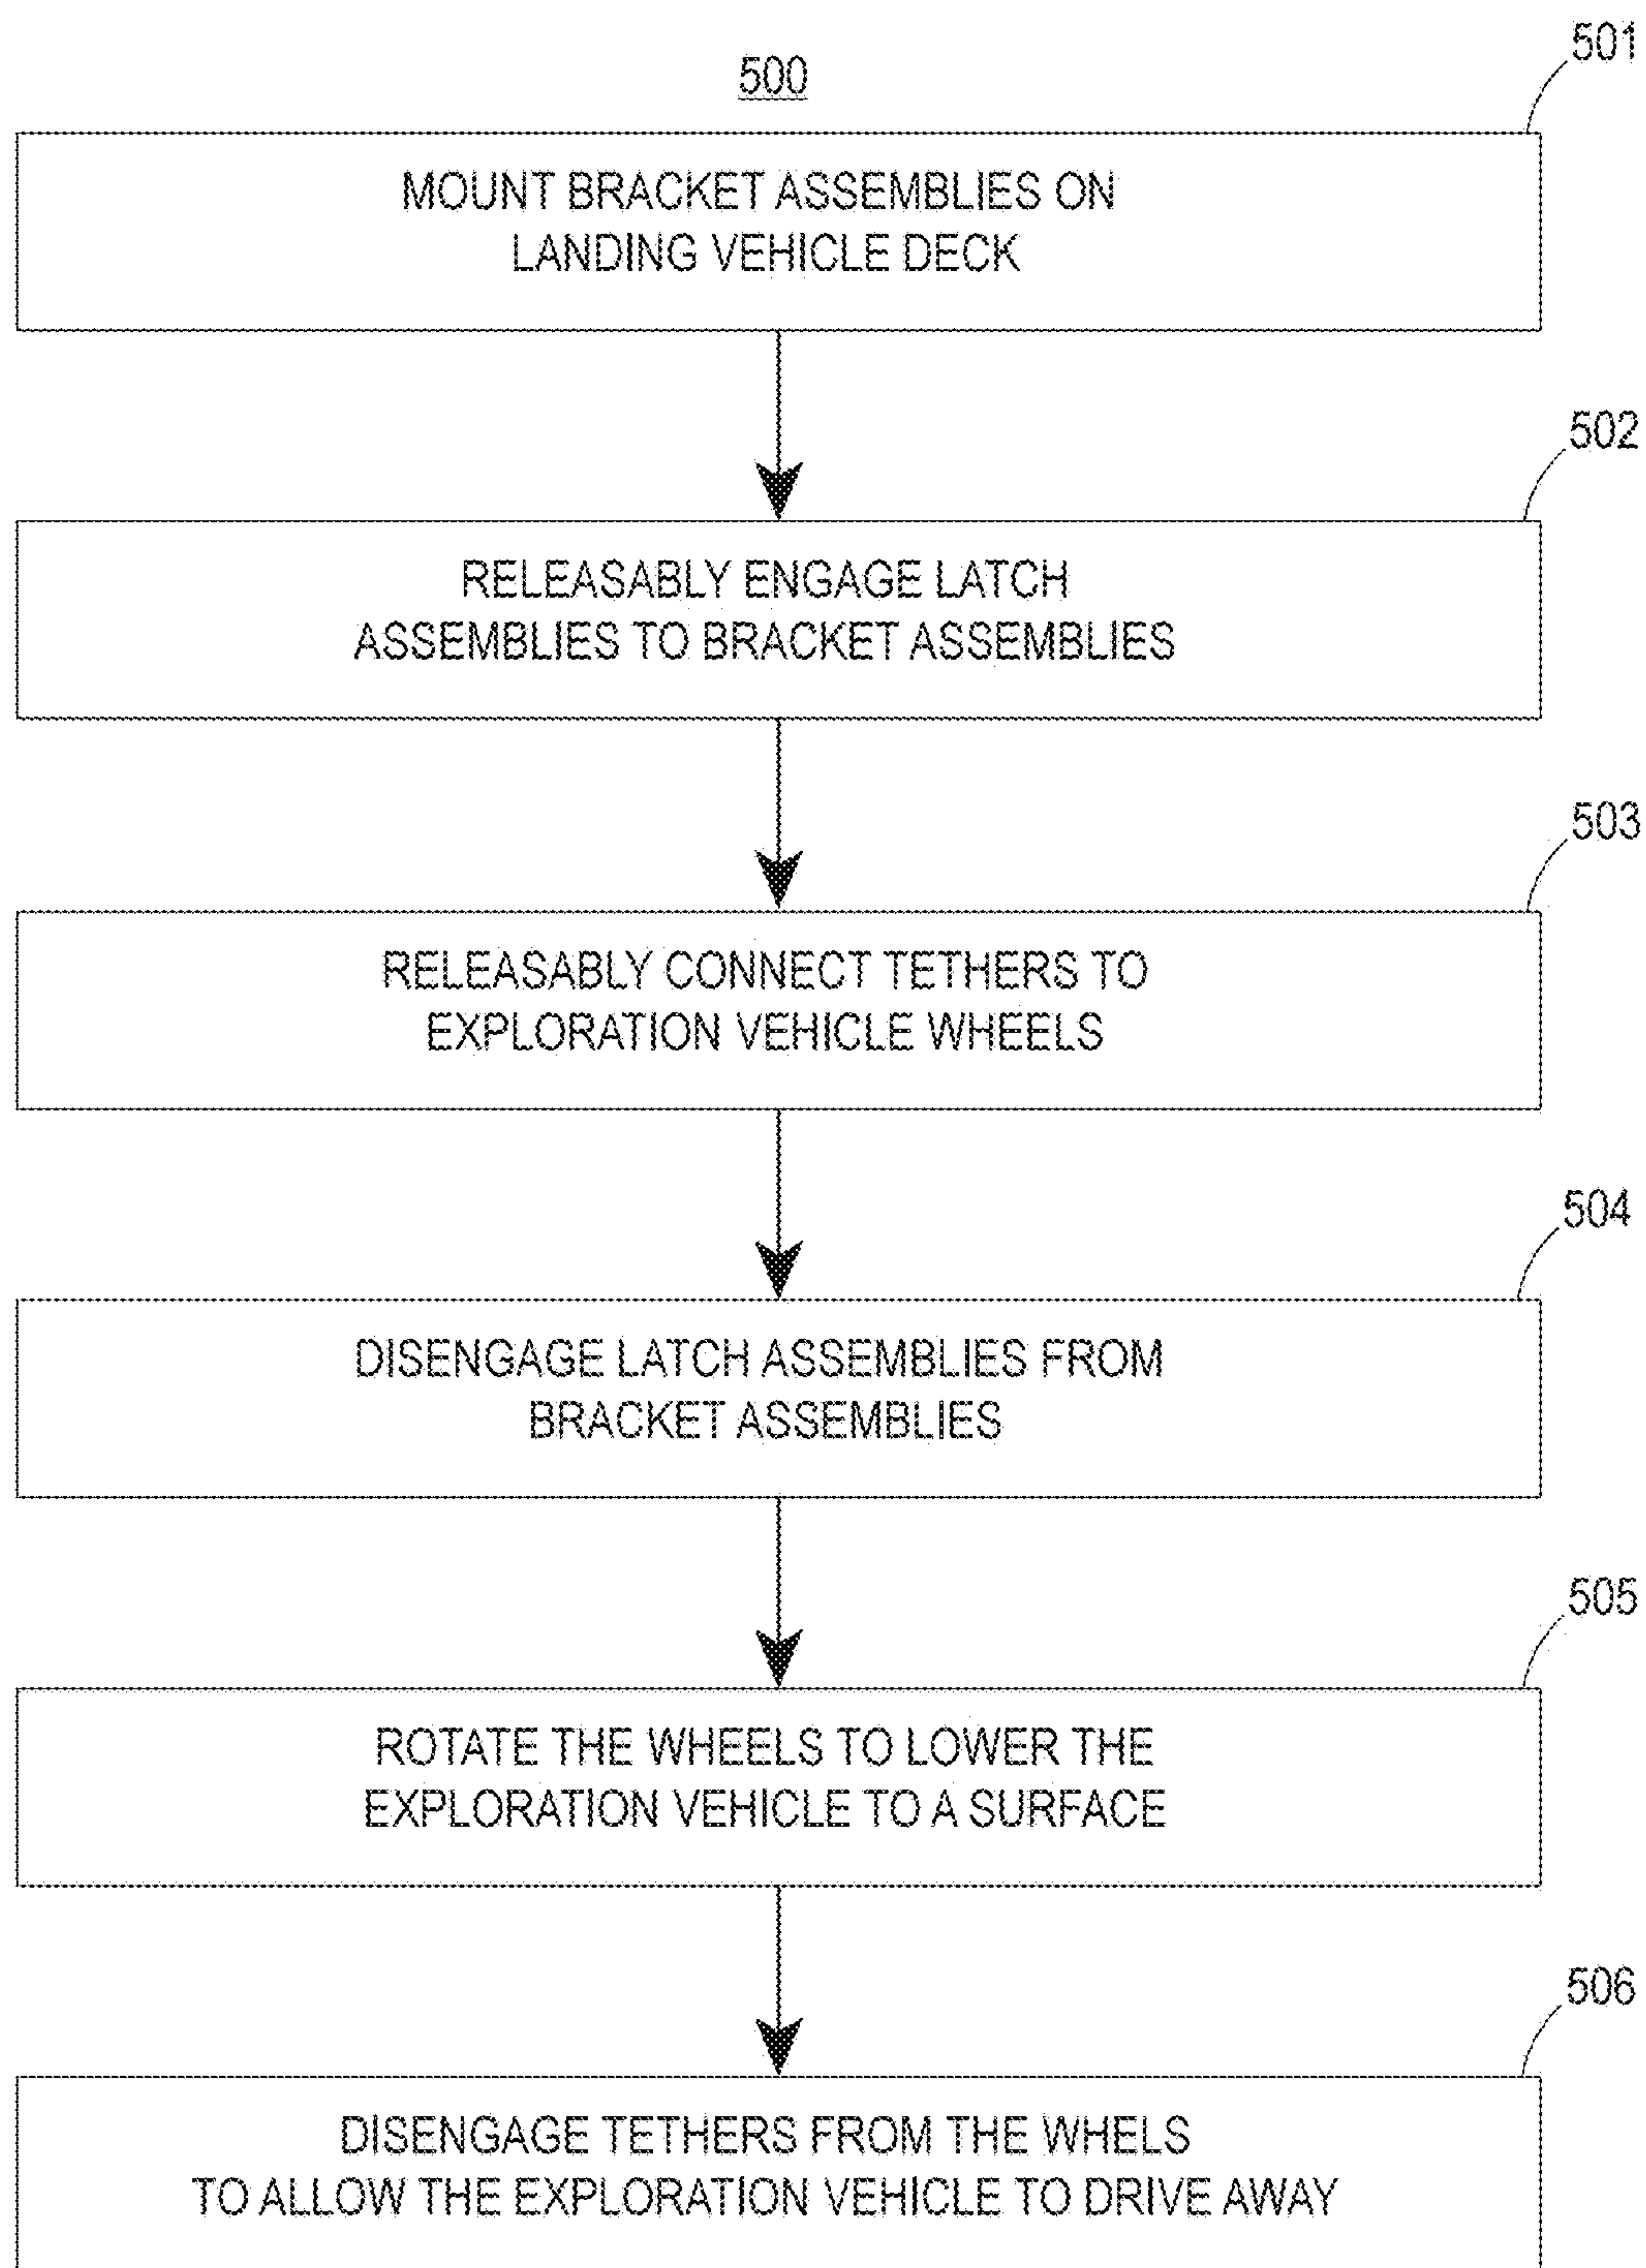 500
501
MOUNT BRACKET ASSEMBLIES ON
LANDING VEHICLE DECK
502
RELEASABLY ENGAGE LATCH
ASSEMBLIES TO BRACKET ASSEMBLIES
503
RELEASABLY CONNECT TETHERS TO
EXPLORATION VEHICLE WHEELS
504
DISENGAGE LATCH ASSEMBLIES FROM
BRACKET ASSEMBLIES
505
ROTATE THE WHEELS TO LOWER THE
EXPLORATION VEHICLE TO A SURFACE
506
DISENGAGE TETHERS FROM THE WHELS
TO ALLOW THE EXPLORATION VEHICLE TO DRIVE AWAY